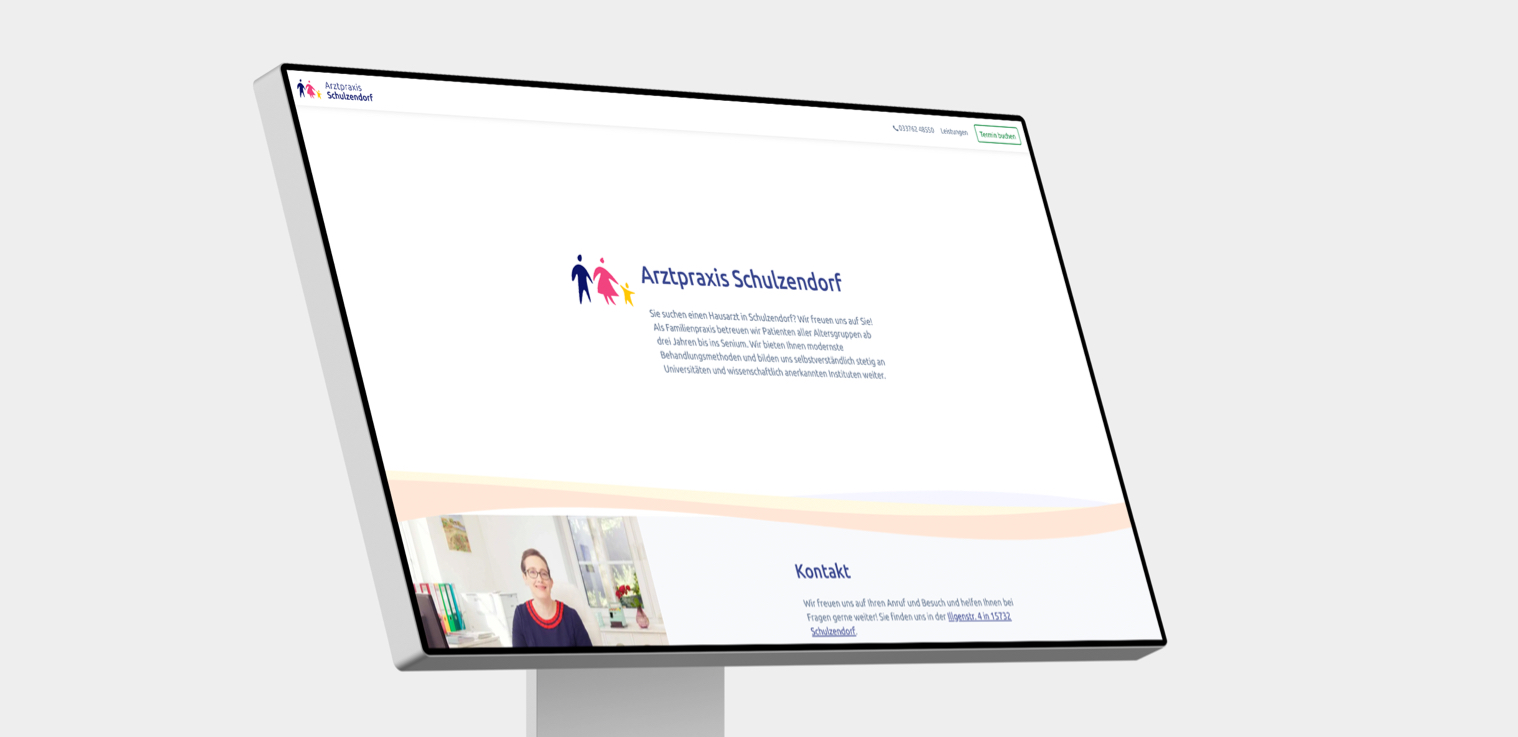 Arztpraxis
Schulzendorf
033762 48550 Leistungen Termin buchen
Arztpraxis Schulzendorf
Sie suchen einen Hausarzt in Schulzendorf? Wir freuen uns auf Sie!
Als Familienpraxis betreuen wir Patienten aller Altersgruppen ab
drei Jahren bis ins Senium. Wir bieten Ihnen modernste
Behandlungsmethoden und bilden uns selbstverständlich stetig an
Universitäten und wissenschaftlich anerkannten Instituten weiter.
Kontakt
Wir freuen uns auf Ihren Anruf und Besuch und helfen Ihnen bei
Fragen gerne weiter! Sie finden uns in der Illgenstr. 4 in 15732
Schulzendorf.